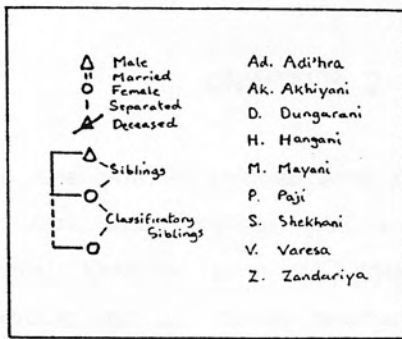 Male
Married
Female
Separated
Deceased
Siblings
Classificatory
Siblings
Ad. Adi'hra
Ak. Akhiyani
D. Dungarani
H. Hangani
M. Mayani
P. Paji
S. Shekhani
V. Varesa
Z. Zandariya